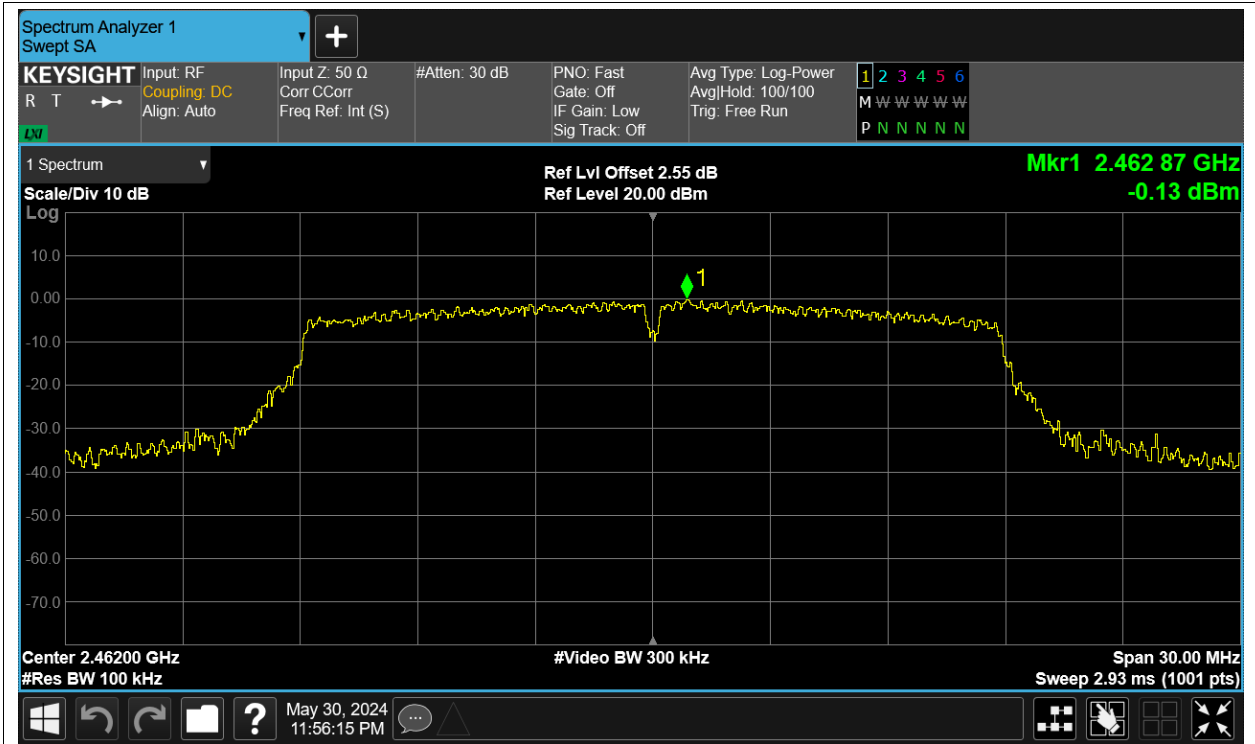 Spectrum Analyzer 1
Swept SA
KEYSIGHT
R T
LXI
Input: RF
Coupling: DC
Align: Auto
Input Z: 50 Ω
Corr CCorr
Freq Ref: Int (S)
#Atten: 30 dB
PNO: Fast
Gate: Off
IF Gain: Low
Sig Track: Off
Avg Type: Log-Power
Avg|Hold: 100/100
Trig: Free Run
1 2 3 4 5 6
M W W W W W
P N N N N N
1 Spectrum
Scale/Div 10 dB
Log
Ref Lvl Offset 2.55 dB
Ref Level 20.00 dBm
Mkr1 2.462 87 GHz
-0.13 dBm
1
10.0
0.00
-10.0
-20.0
-30.0
-40.0
-50.0
-60.0
-70.0
Center 2.46200 GHz
#Res BW 100 kHz
#Video BW 300 kHz
Span 30.00 MHz
Sweep 2.93 ms (1001 pts)
?
May 30, 2024
11:56:15 PM